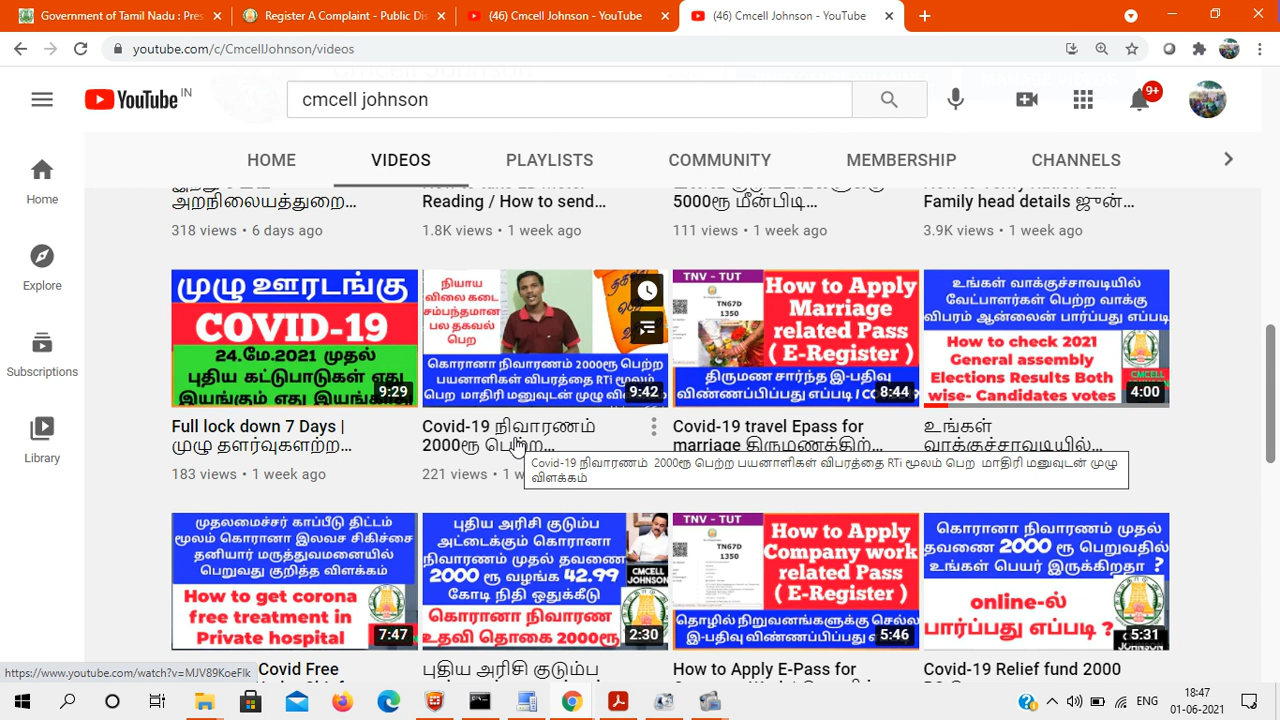 Government of Tamil Nadu : Pres
Register A Complaint - Public Dis
(46) Cmcell Johnson - YouTube
(46) Cmcell Johnson - YouTube
youtube.com/c/CmcellJohnson/videos
YouTube IN
cmcell johnson
9+
HOME
VIDEOS
PLAYLISTS
COMMUNITY
MEMBERSHIP
CHANNELS
Home
Explore
Subscriptions
Library
அறநிலையத்துறை...
Reading / How to send...
5000ரூ மீன்பிடி...
Family head details ஜுன்...
318 views • 6 days ago
1.8K views • 1 week ago
111 views • 1 week ago
3.9K views • 1 week ago
முழு ஊரடங்கு
COVID-19
24.மே.2021 முதல்
புதிய கட்டுபாடுகள் எது
இயங்கும் எது இயங்
9:29
நியாய
விலை கடை
சம்பந்தமான
பல தகவல்
பெற
கொரானா நிவாரணம் 2000ரூ பெற்ற
பயனாளிகள் விபரத்தை RTi மூலம்
பெற மாதிரி மனுவுடன் முழு வி
9:42
TNV - TUT
TN67D
1350
How to Apply
Marriage
related Pass
( E-Register )
திருமண சார்ந்த இ-பதிவு
விண்ணப்பிப்பது எப்படி
8:44
உங்கள் வாக்குச்சாவடியில்
வேட்பாளர்கள் பெற்ற வாக்கு
விபரம் ஆன்லைன் பார்ப்பது எப்படி
How to check 2021
General assembly
Elections Results Both
wise- Candidates votes
4:00
Full lock down 7 Days |
முழு தளர்வுகளற்ற...
183 views • 1 week ago
Covid-19 நிவாரணம்
2000ரூ பெற்ற...
221 views • 1 w
Covid-19 travel Epass for
marriage திருமணத்திற்...
உங்கள்
வாக்குச்சாவடியில்...
Covid-19 நிவாரணம் 2000ரூ பெற்ற பயனாளிகள் விபரத்தை RTi மூலம் பெற மாதிரி மனுவுடன் முழு
விளக்கம்
முதலமைச்சர் காப்பீடு திட்டம்
மூலம் கொரானா இலவச சிகிச்சை
தனியார் மருத்துவமனையில்
பெறுவது குறித்த விளக்கம்
How to get corona
free treatment in
Private hospital
7:47
புதிய அரிசி குடும்ப
அட்டைக்கும் கொரானா
நிவாரணம் முதல் தவணை
2000 ரூ வழங்க 42.99
கோடி நிதி ஒதுக்கீடு
கொரானா நிவாரண
உதவி தொகை 2000ரூ
CMCELL
JOHNSON
2:30
TNV - TUT
TN67D
1350
How to Apply
Company work
related Pass
( E-Register )
தொழில் நிறுவனங்களுக்கு செல்ல
இ-பதிவு விண்ணப்பிப்பது
5:46
கொரானா நிவாரணம் முதல்
தவணை 2000 ரூ பெறுவதில்
உங்கள் பெயர் இருக்கிறதா ?
online-ல்
பார்ப்பது எப்படி ?
5:31
Covid Free
புதிய அரிசி குடும்ப
How to Apply E-Pass for
Covid-19 Relief fund 2000
https://www.youtube.com/watch?v=MJV89KoeFlk
ENG
18:47
01-06-2021